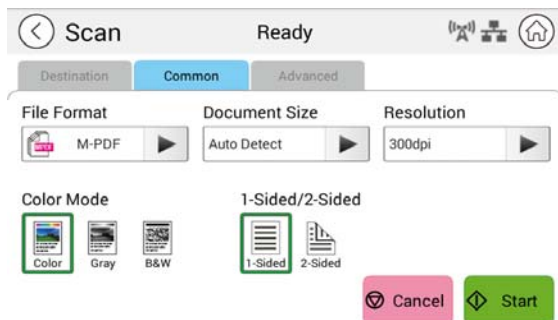 Scan
Ready
Destination
Common
Advanced
File Format
Document Size
Resolution
M-PDF
Auto Detect
300dpi
Color Mode
1-Sided/2-Sided
Color
Gray
B&W
1-Sided
2-Sided
Cancel
Start